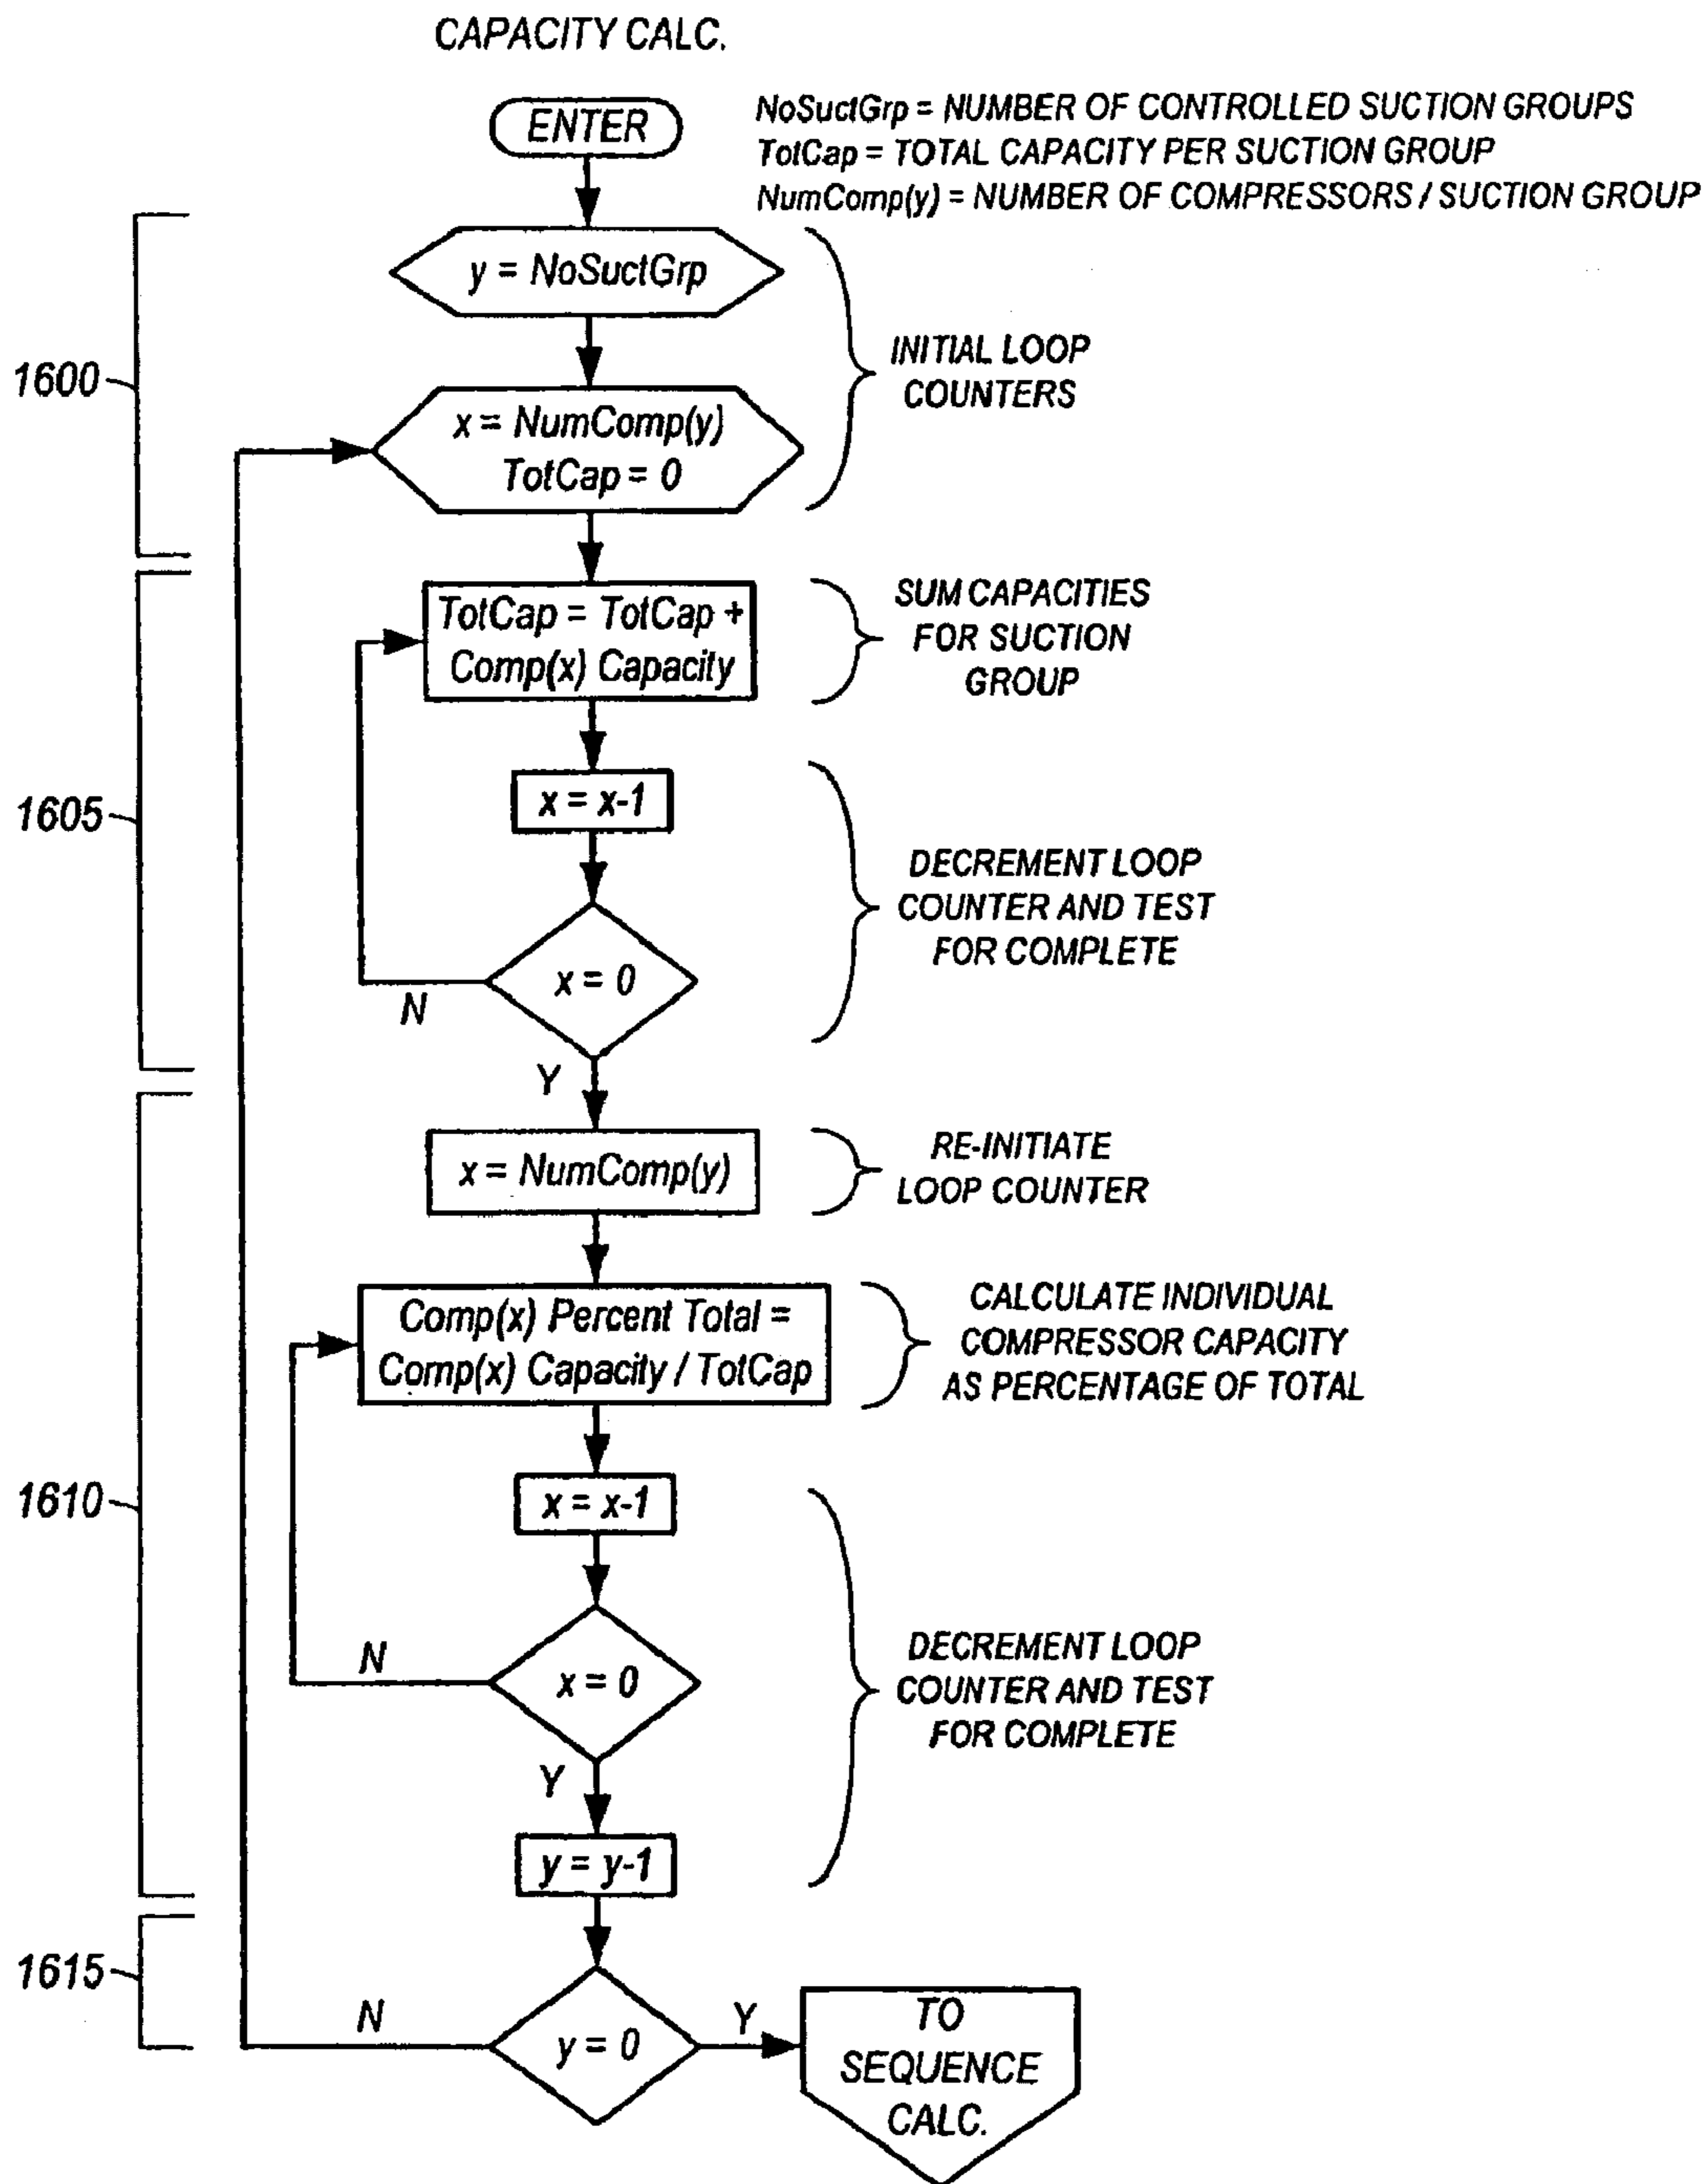 CAPACITY CALC.
ENTER
NoSuctGrp = NUMBER OF CONTROLLED SUCTION GROUPS
TotCap = TOTAL CAPACITY PER SUCTION GROUP
NumComp(y) = NUMBER OF COMPRESSORS / SUCTION GROUP
1600
y = NoSuctGrp
x = NumComp(y)
TotCap = 0
INITIAL LOOP
COUNTERS
1605
TotCap = TotCap +
Comp(x) Capacity
SUM CAPACITIES
FOR SUCTION
GROUP
x = x-1
x = 0
N
Y
DECREMENT LOOP
COUNTER AND TEST
FOR COMPLETE
1610
x = NumComp(y)
RE-INITIATE
LOOP COUNTER
Comp(x) Percent Total =
Comp(x) Capacity / TotCap
CALCULATE INDIVIDUAL
COMPRESSOR CAPACITY
AS PERCENTAGE OF TOTAL
x = x-1
x = 0
N
Y
y = y-1
DECREMENT LOOP
COUNTER AND TEST
FOR COMPLETE
1615
N
y = 0
Y
TO
SEQUENCE
CALC.